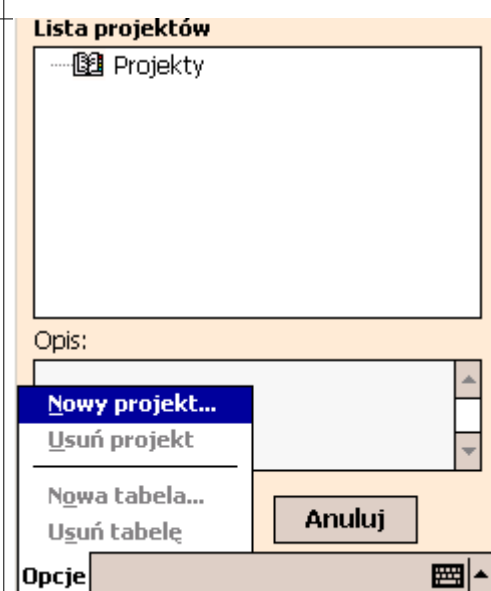 Lista projektów
Projekty
Opis:
Nowy projekt...
Usuń projekt
Nowa tabela...
Usuń tabelę
Anuluj
Opcje